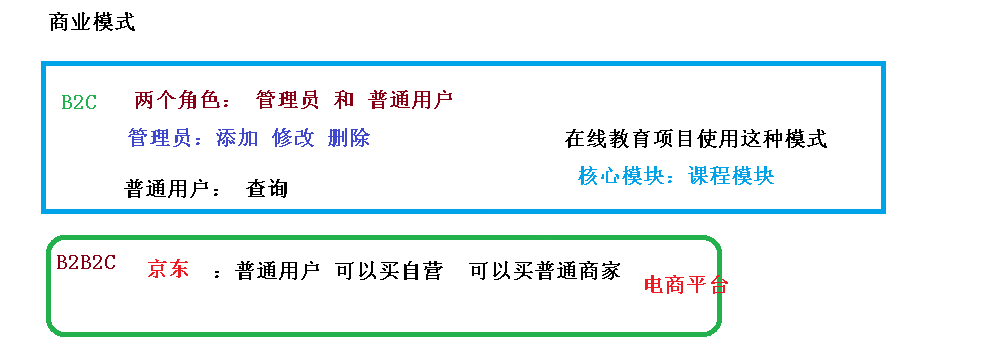 商业模式
B2C 两个角色： 管理员 和 普通用户
管理员：添加 修改 删除
在线教育项目使用这种模式
核心模块：课程模块
普通用户： 查询
B2B2C 京东 ：普通用户 可以买自营 可以买普通商家
电商平台